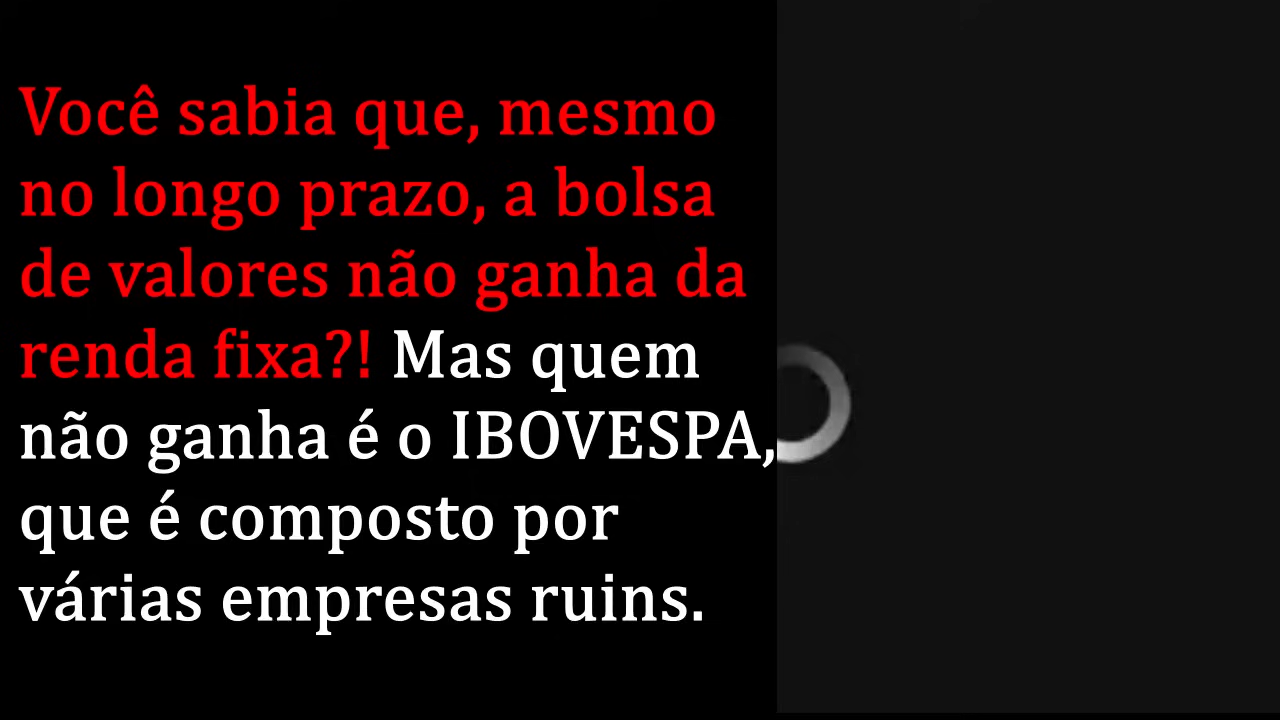 Você sabia que, mesmo
no longo prazo, a bolsa
de valores não ganha da
renda fixa?! Mas quem
não ganha é o IBOVESPA,
que é composto por
várias empresas ruins.